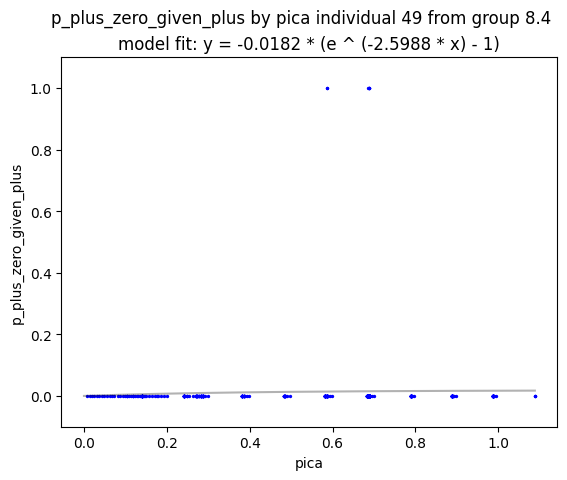 p_plus_zero_given_plus by pica individual 49 from group 8.4
model fit: y = -0.0182 * (e ^ (-2.5988 * x) - 1)
1.0
0.8
0.6
0.4
0.2
0.0
p_plus_zero_given_plus
0.0 0.2 0.4 0.6 0.8 1.0
pica